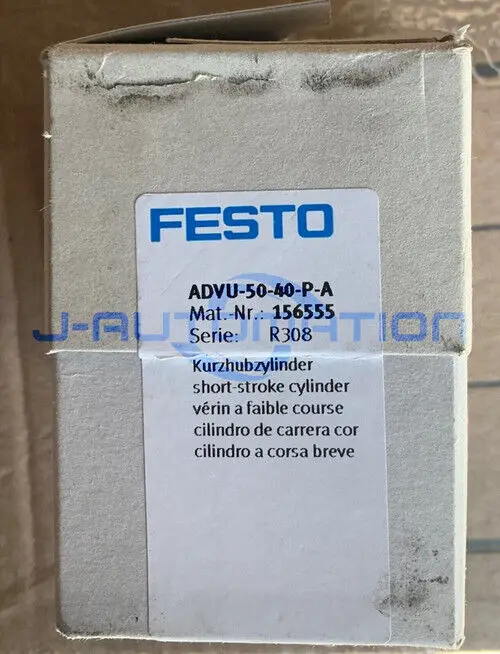 FESTO
ADVU-50-40-P-A
Mat.-Nr.: 156555
J-AUTOMATION
Serie: R308
Kurzhubzylinder
short-stroke cylinder
vérin a faible course
cilindro de carrera cor
cilindro a corsa breve